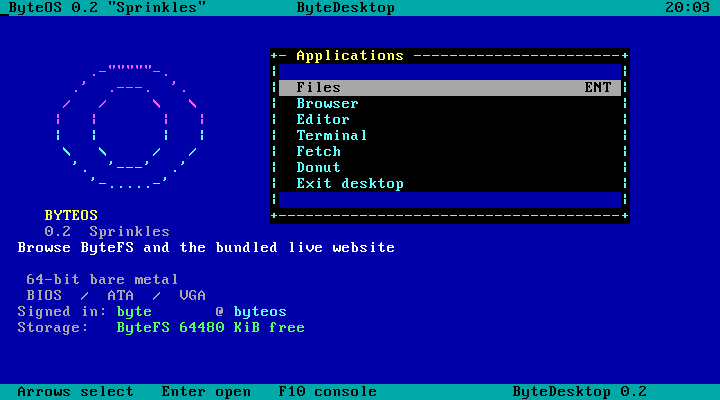 ByteOS 0.2 "Sprinkles" ByteDesktop 20:03
Applications
Files ENT
Browser
Editor
Terminal
Fetch
Donut
Exit desktop
BYTEOS
0.2 Sprinkles
Browse ByteFS and the bundled live website
64-bit bare metal
BIOS / ATA / VGA
Signed in: byte @ byteos
Storage: ByteFS 64480 KiB free
Arrows select Enter open F10 console ByteDesktop 0.2